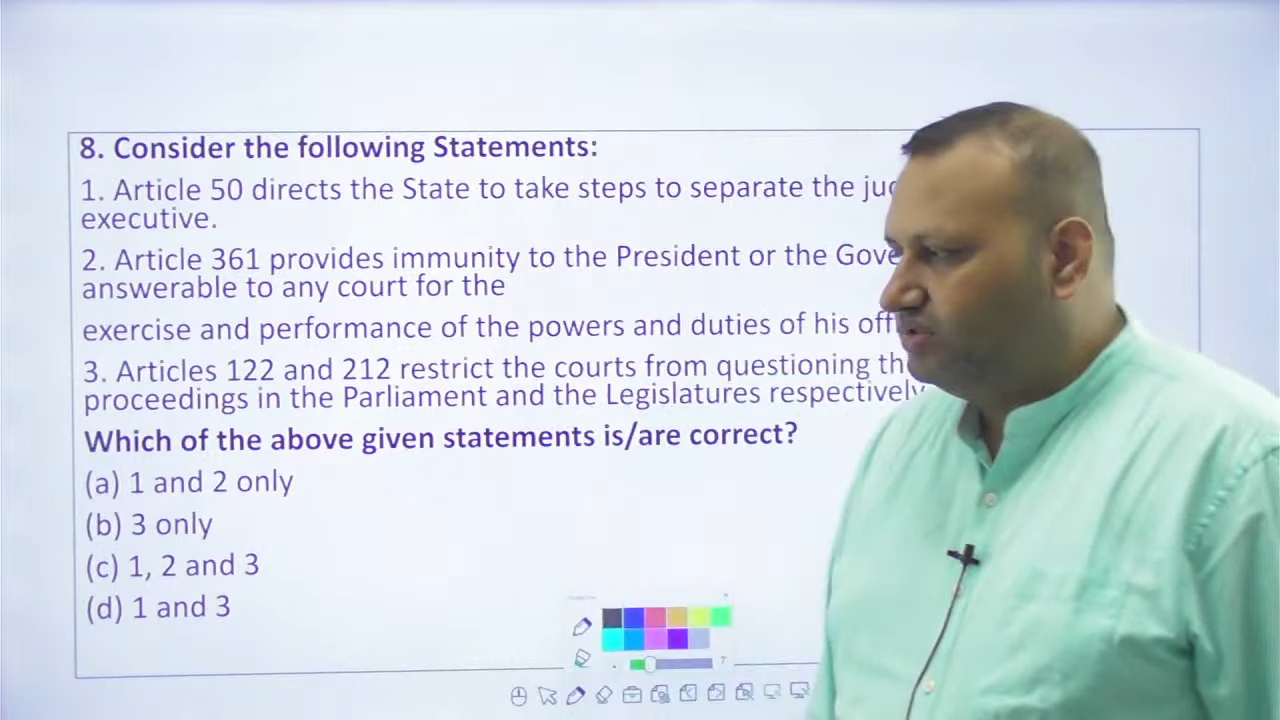 8. Consider the following Statements:
1. Article 50 directs the State to take steps to separate the
executive.
2. Article 361 provides immunity to the President or the
answerable to any court for the
exercise and performance of the powers and duties of his
3. Articles 122 and 212 restrict the courts from questioning
proceedings in the Parliament and the Legislatures respectively
Which of the above given statements is/are correct?
(a) 1 and 2 only
(b) 3 only
(c) 1, 2 and 3
(d) 1 and 3